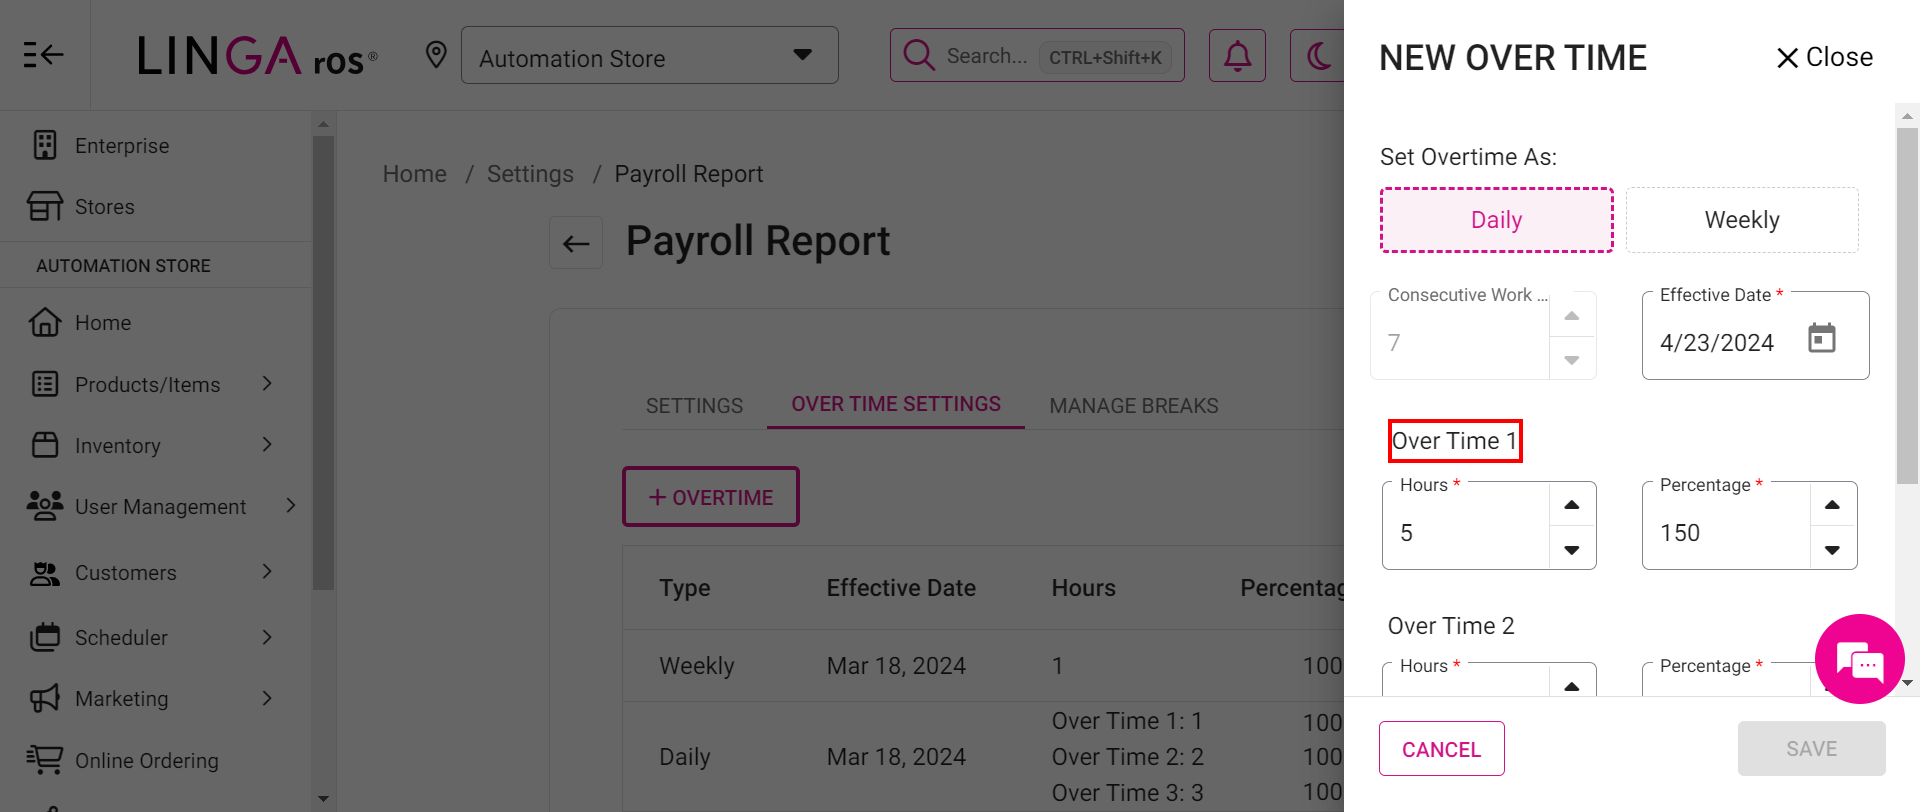 LINGA ros®
Automation Store
Search... CTRL+Shift+K
Enterprise
Stores
AUTOMATION STORE
Home
Products/Items
Inventory
User Management
Customers
Scheduler
Marketing
Online Ordering
Home / Settings / Payroll Report
Payroll Report
SETTINGS OVER TIME SETTINGS MANAGE BREAKS
+ OVERTIME
Type Effective Date Hours Percentag
Weekly Mar 18, 2024 1 100
Daily Mar 18, 2024
Over Time 1: 1 100
Over Time 2: 2 100
Over Time 3: 3 100
NEW OVER TIME
Close
Set Overtime As:
Daily Weekly
Consecutive Work ...
7
Effective Date *
4/23/2024
Over Time 1
Hours *
5
Percentage *
150
Over Time 2
Hours *
Percentage *
CANCEL SAVE